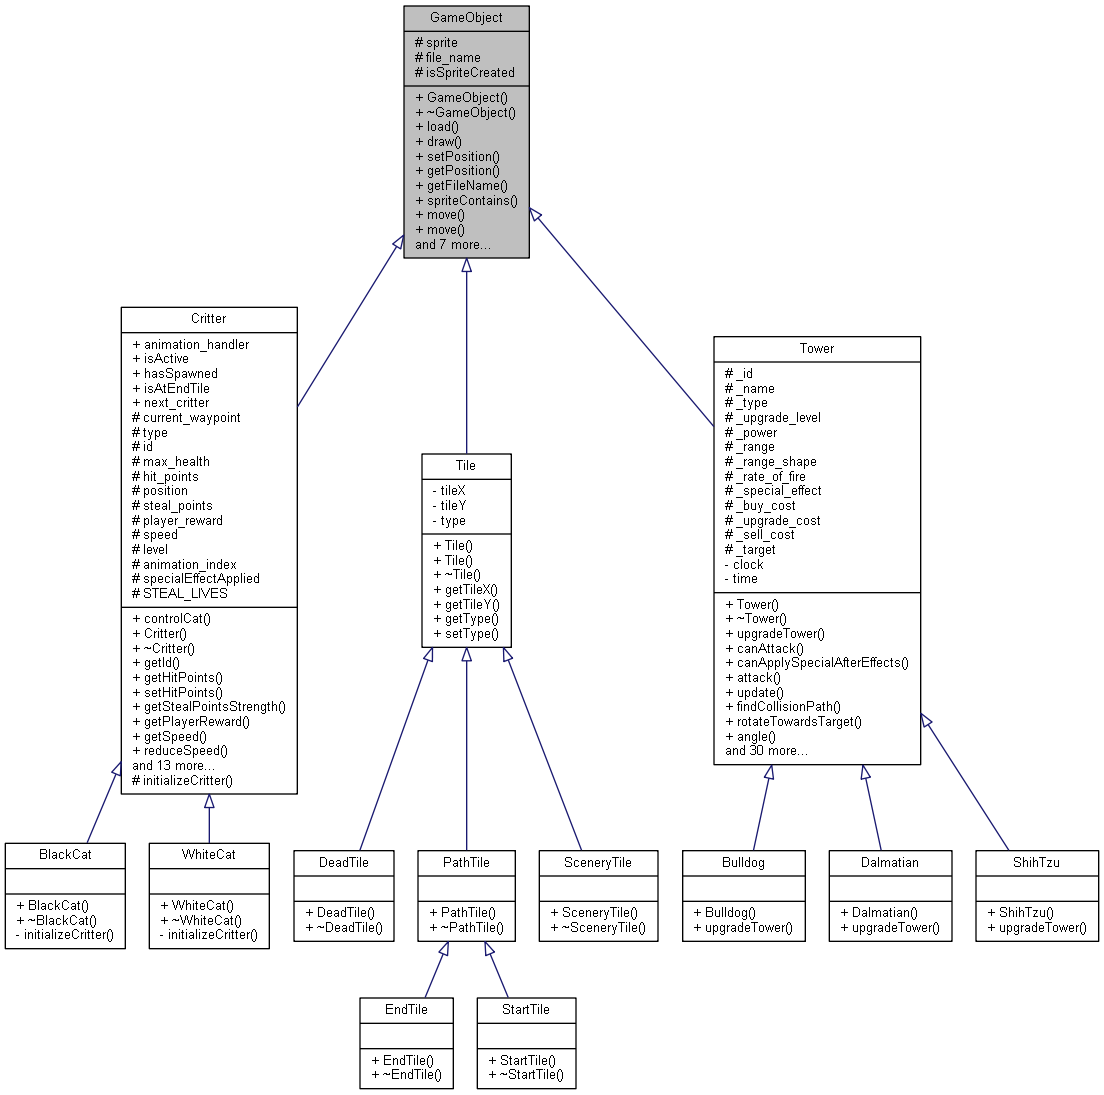 GameObject
# sprite
# file_name
# isSpriteCreated
+ GameObject()
+ ~GameObject()
+ load()
+ draw()
+ setPosition()
+ getPosition()
+ getFileName()
+ spriteContains()
+ move()
+ move()
and 7 more...
Critter
+ animation_handler
+ isActive
+ hasSpawned
+ isAtEndTile
+ next_critter
# current_waypoint
# type
# id
# max_health
# hit_points
# position
# steal_points
# player_reward
# speed
# level
# animation_index
# specialEffectApplied
# STEAL_LIVES
+ controlCat()
+ Critter()
+ ~Critter()
+ getId()
+ getHitPoints()
+ setHitPoints()
+ getStealPointsStrength()
+ getPlayerReward()
+ getSpeed()
+ reduceSpeed()
and 13 more...
# initializeCritter()
Tile
- tileX
- tileY
- type
+ Tile()
+ Tile()
+ ~Tile()
+ getTileX()
+ getTileY()
+ getType()
+ setType()
Tower
# _id
# _name
# _type
# _upgrade_level
# _power
# _range
# _range_shape
# _rate_of_fire
# _special_effect
# _buy_cost
# _upgrade_cost
# _sell_cost
# _target
- clock
- time
+ Tower()
+ ~Tower()
+ upgradeTower()
+ canAttack()
+ canApplySpecialAfterEffects()
+ attack()
+ update()
+ findCollisionPath()
+ rotateTowardsTarget()
+ angle()
and 30 more...
BlackCat
+ BlackCat()
+ ~BlackCat()
- initializeCritter()
WhiteCat
+ WhiteCat()
+ ~WhiteCat()
- initializeCritter()
DeadTile
+ DeadTile()
+ ~DeadTile()
PathTile
+ PathTile()
+ ~PathTile()
SceneryTile
+ SceneryTile()
+ ~SceneryTile()
Bulldog
+ Bulldog()
+ upgradeTower()
Dalmatian
+ Dalmatian()
+ upgradeTower()
ShihTzu
+ ShihTzu()
+ upgradeTower()
EndTile
+ EndTile()
+ ~EndTile()
StartTile
+ StartTile()
+ ~StartTile()